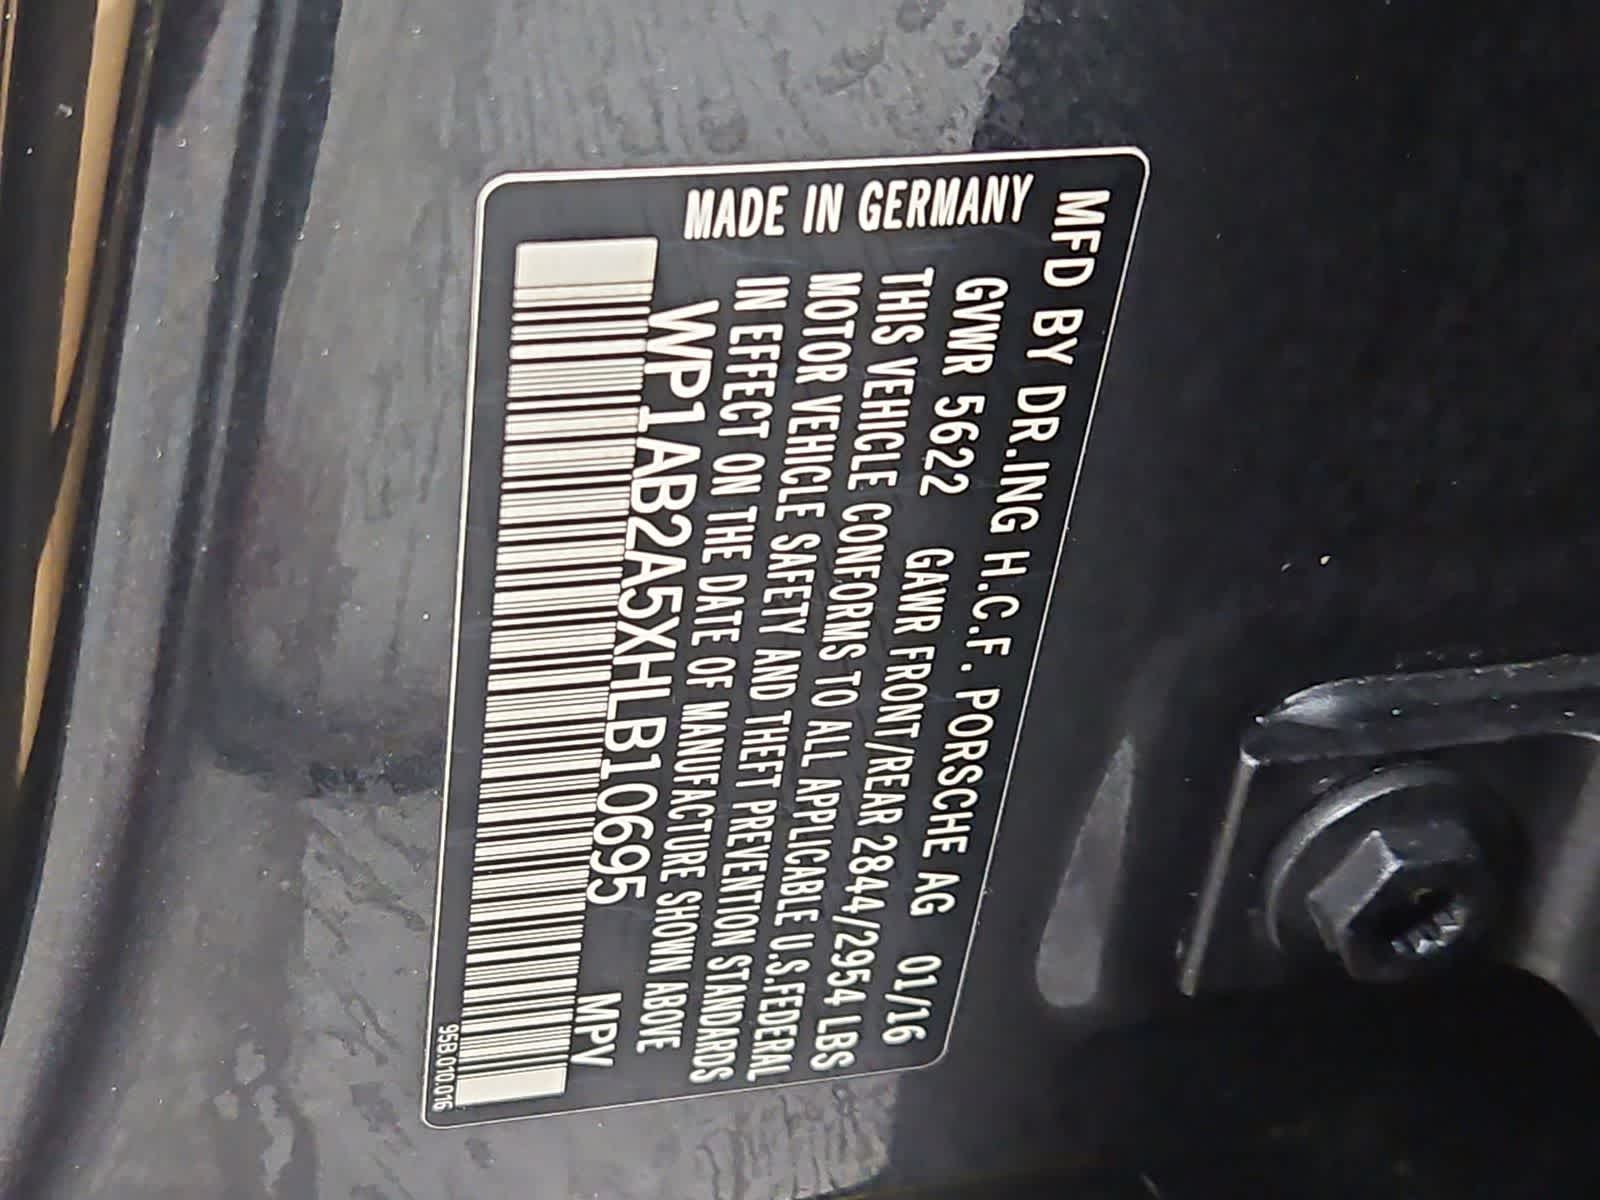 MFD BY DR.ING H.C.F. PORSCHE AG 01/16
GVWR 5622 GAWR FRONT/REAR 2844/2954 LBS
THIS VEHICLE CONFORMS TO ALL APPLICABLE U.S.FEDERAL
MOTOR VEHICLE SAFETY AND THEFT PREVENTION STANDARDS
IN EFFECT ON THE DATE OF MANUFACTURE SHOWN ABOVE
WP1AB2A5XHLB10695 MPV
MADE IN GERMANY
95B.010.016